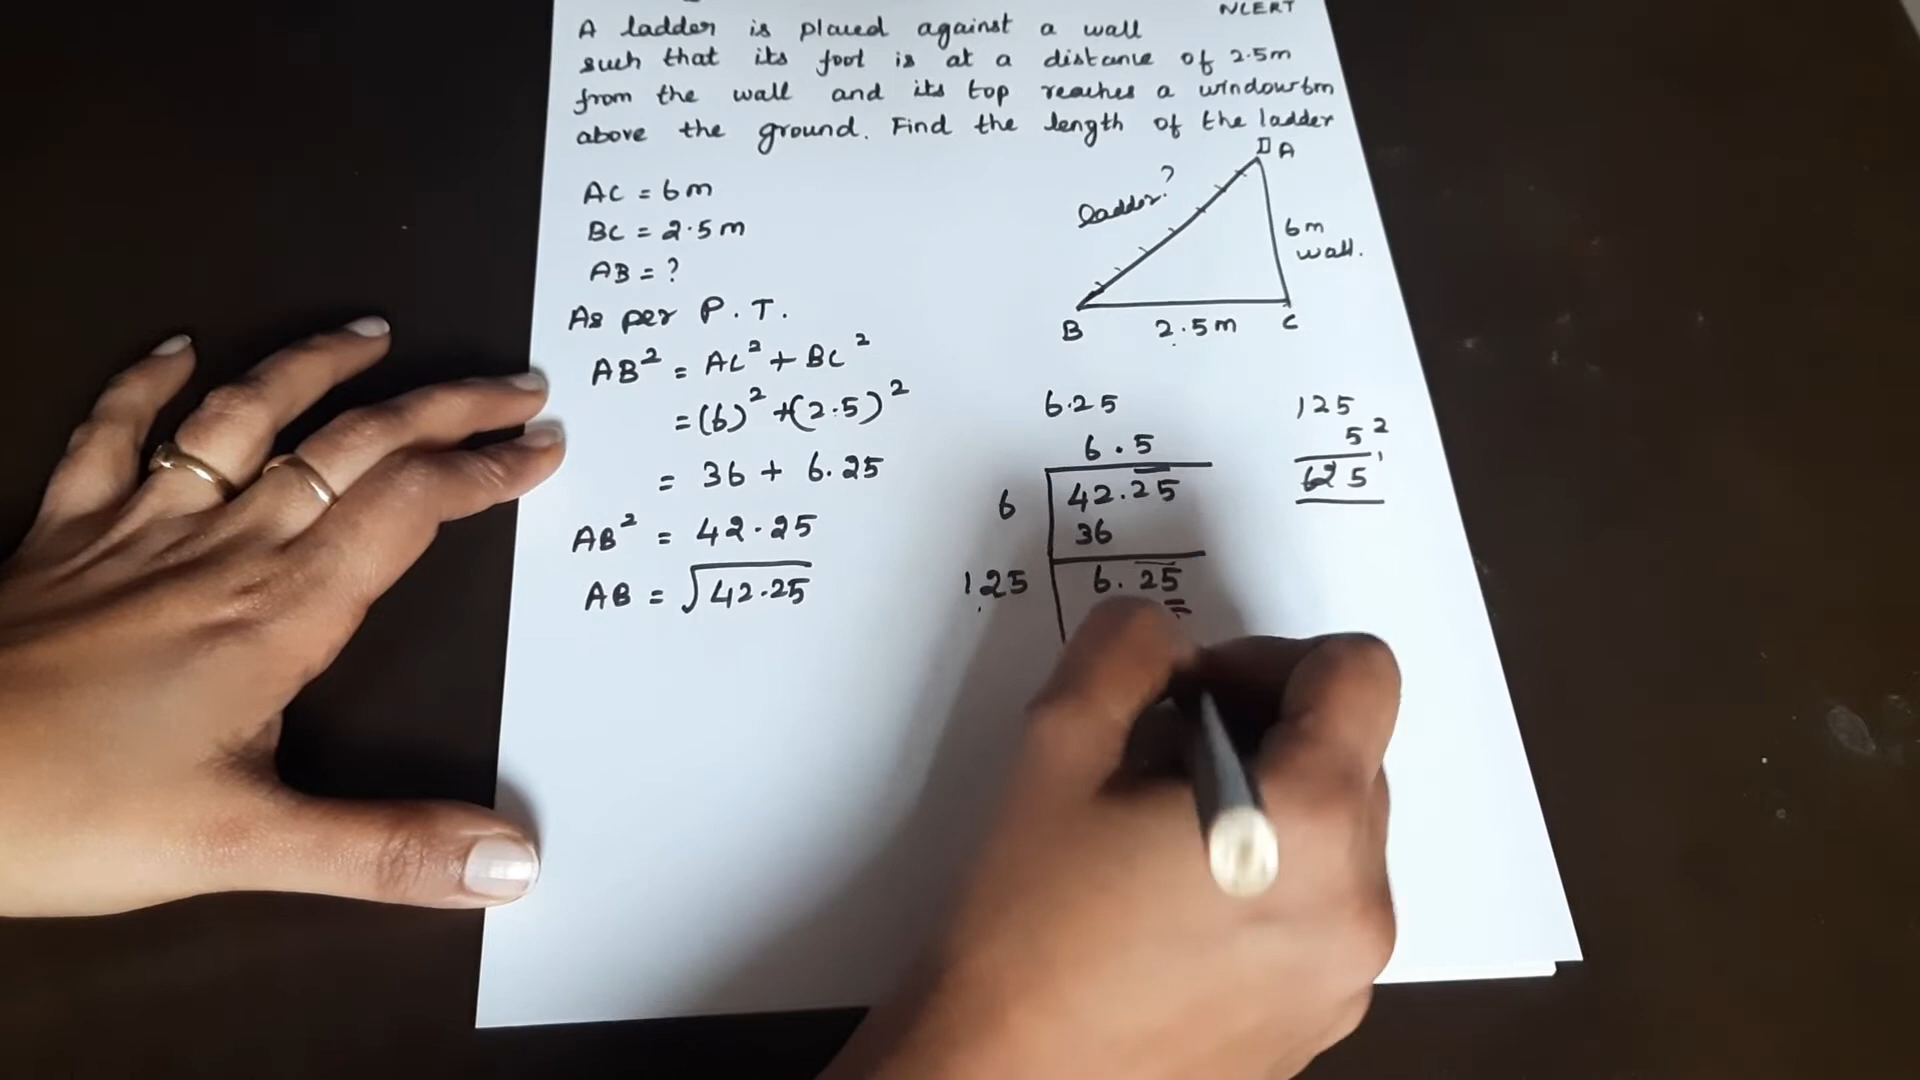 NCERT
A ladder is placed against a wall
such that its foot is at a distance of 2.5m
from the wall and its top reaches a window 6m
above the ground. Find the length of the ladder
AC = 6m
BC = 2.5m
AB = ?
As per P.T.
AB² = AC² + BC²
= (6)² + (2.5)²
= 36 + 6.25
AB² = 42.25
AB = √42.25
A
ladder?
6m
wall.
B 2.5m C
6.25
6.5
6 42.25
36
125 6.25
125
5²
625